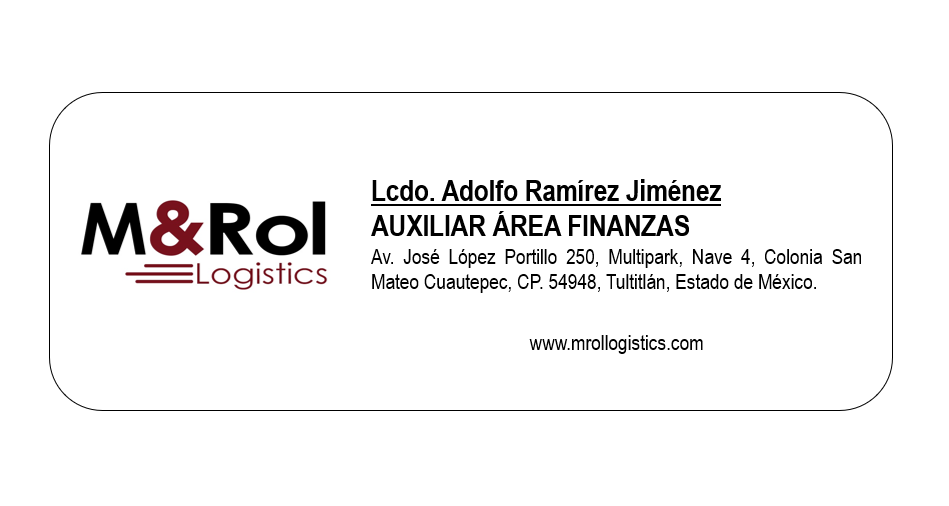 M&Rol
Logistics
Lcdo. Adolfo Ramírez Jiménez
AUXILIAR ÁREA FINANZAS
Av. José López Portillo 250, Multipark, Nave 4, Colonia San
Mateo Cuautepec, CP. 54948, Tultitlán, Estado de México.
www.mrollogistics.com